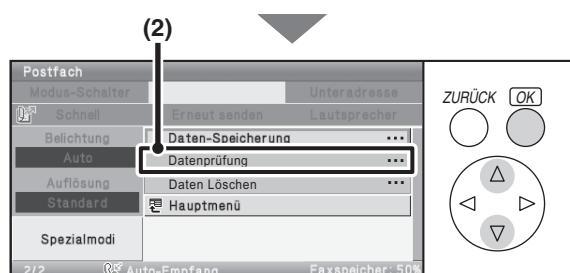 (2)
Postfach
Modus-Schalter Unteradresse
Schnell Erneut senden Lautsprecher
Belichtung
Auto
Auflösung
Standard
Spezialmodi
Daten-Speicherung ...
Datenprüfung ...
Daten Löschen ...
Hauptmenü
2/2 Auto-Empfang Faxspeicher: 50%
ZURÜCK OK